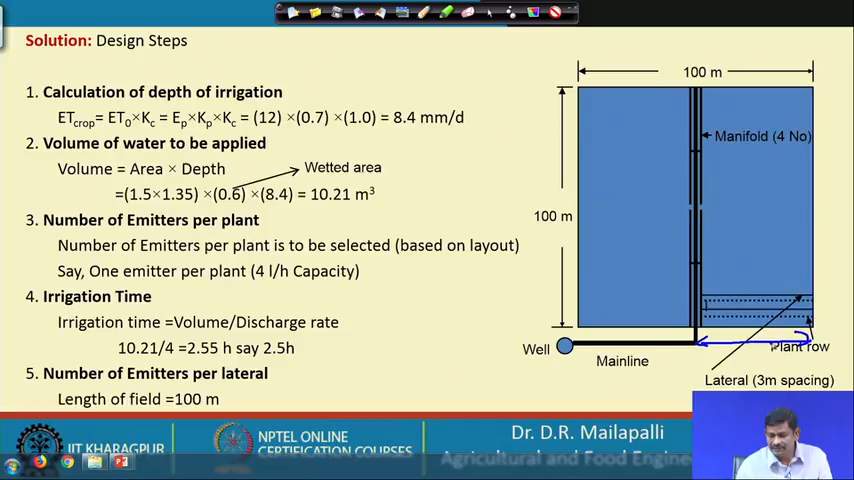 Solution: Design Steps
1. Calculation of depth of irrigation
ETcrop= ET0×Kc = Ep×Kp×Kc = (12) ×(0.7) ×(1.0) = 8.4 mm/d
2. Volume of water to be applied
Volume = Area × Depth
Wetted area
=(1.5×1.35) ×(0.6) ×(8.4) = 10.21 m³
3. Number of Emitters per plant
Number of Emitters per plant is to be selected (based on layout)
Say, One emitter per plant (4 l/h Capacity)
4. Irrigation Time
Irrigation time =Volume/Discharge rate
10.21/4 =2.55 h say 2.5h
5. Number of Emitters per lateral
Length of field =100 m
100 m
Manifold (4 No)
100 m
Well
Mainline
Plant row
Lateral (3m spacing)
IIT KHARAGPUR
NPTEL ONLINE
CERTIFICATION COURSES
Dr. D.R. Mailapalli
Agricultural and Food Engine